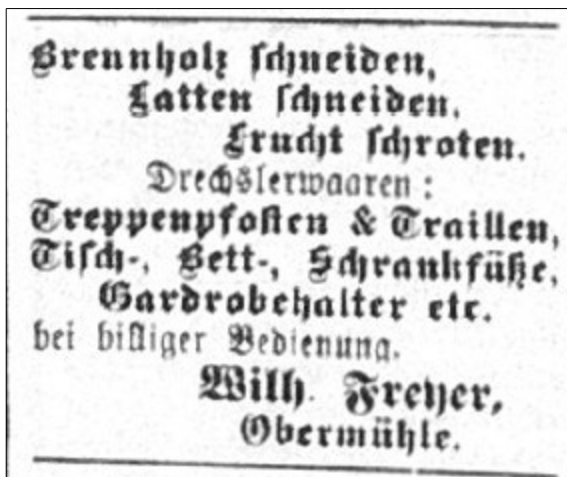 Brennholz schneiden,
Latten schneiden,
Frucht schroten.
Drechslerwaaren:
Treppenpfosten & Traillen,
Tisch-, Bett-, Schrankfüße,
Gardrobehalter etc.
bei billiger Bedienung.
Wilh. Freyer,
Obermühle.